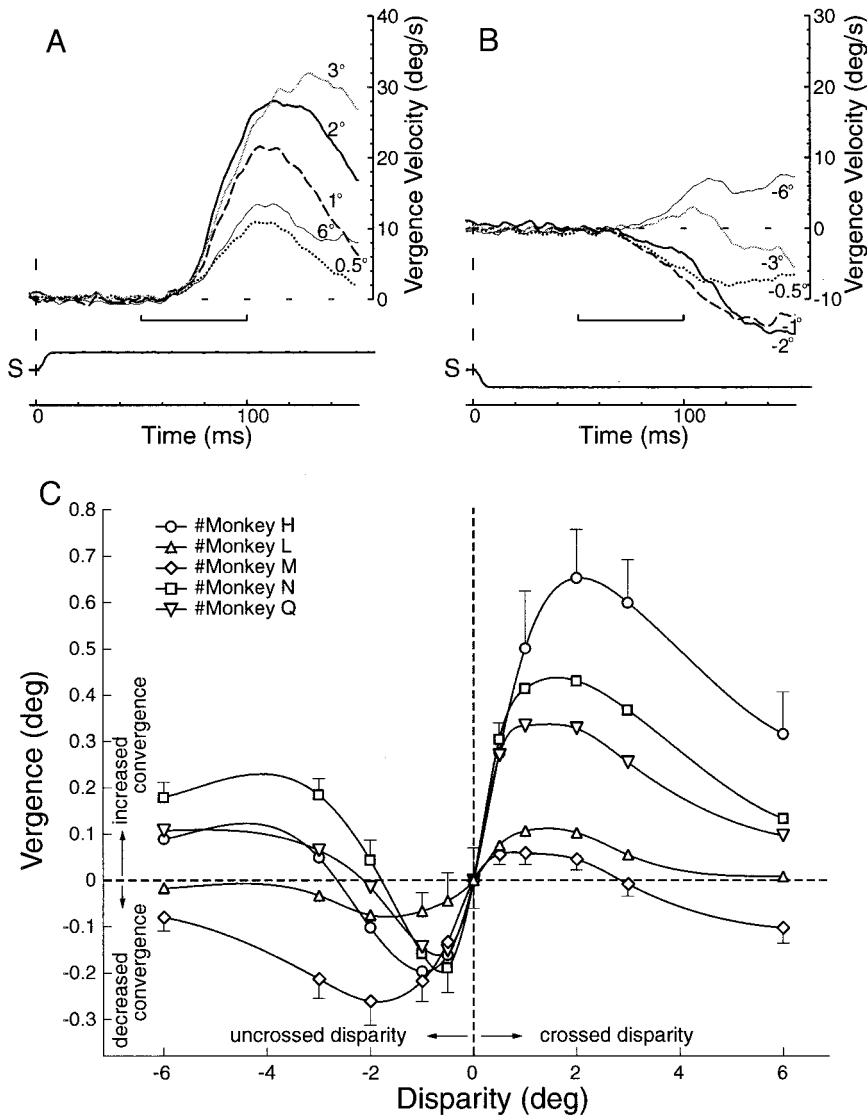 A
40
30
20
10
0
Vergence Velocity (deg/s)
3°
2°
1°
6°
0.5°
S
0
100
Time (ms)
B
30
20
10
0
-10
Vergence Velocity (deg/s)
-6°
-3°
-0.5°
-1°
-2°
0
100
Time (ms)
C
0.8
0.7
0.6
0.5
0.4
0.3
0.2
0.1
0
-0.1
-0.2
-0.3
Vergence (deg)
increased
convergence
decreased
convergence
#Monkey H
#Monkey L
#Monkey M
#Monkey N
#Monkey Q
uncrossed disparity
crossed disparity
-6
-4
-2
0
2
4
6
Disparity (deg)